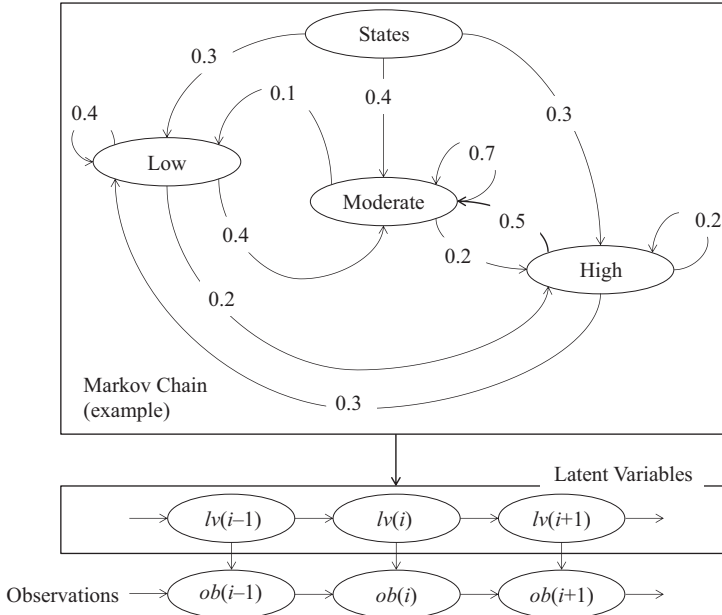 States
0.3
0.4
0.3
0.4
0.1
0.7
Low
Moderate
0.4
0.5
0.2
0.2
High
0.2
Markov Chain
(example)
0.3
Latent Variables
lv(i–1)
lv(i)
lv(i+1)
Observations
ob(i–1)
ob(i)
ob(i+1)